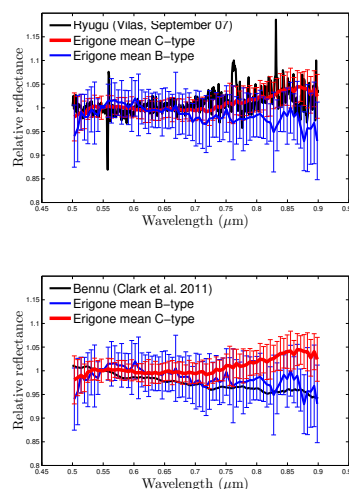 Ryugu (Vilas, September 07)
Erigone mean C−type
Erigone mean B−type
1.15
1.1
1.05
1
0.95
0.9
0.85
0.8
Relative reflectance
0.45 0.5 0.55 0.6 0.65 0.7 0.75 0.8 0.85 0.9 0.95
Wavelength (μm)
Bennu (Clark et al. 2011)
Erigone mean B−type
Erigone mean C−type
1.15
1.1
1.05
1
0.95
0.9
0.85
0.8
Relative reflectance
0.45 0.5 0.55 0.6 0.65 0.7 0.75 0.8 0.85 0.9 0.95
Wavelength (μm)